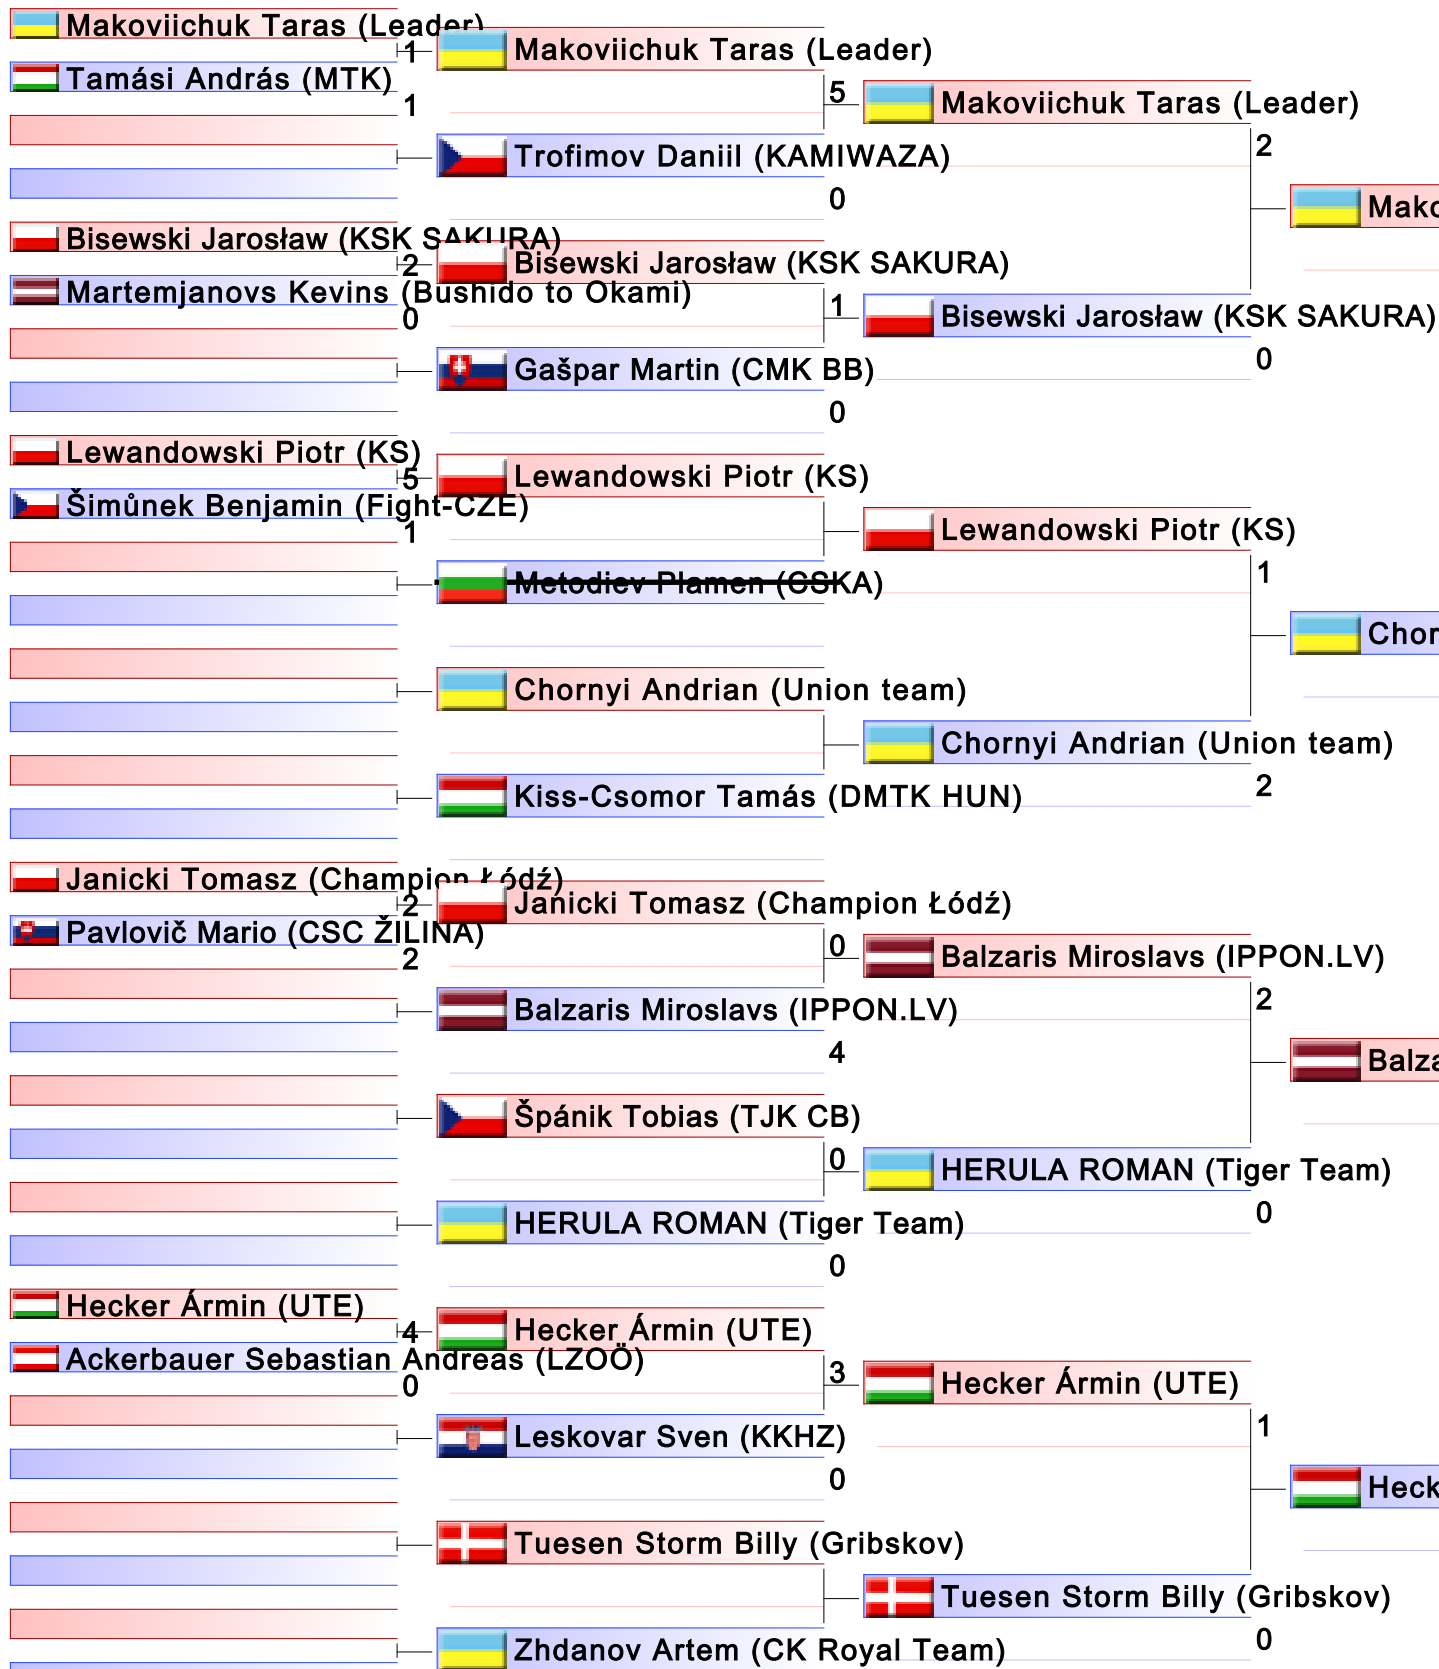 Makoviichuk Taras (Leader)
1
Tamási András (MTK)
1
Bisewski Jarosław (KSK SAKURA)
2
Martemjanovs Kevins (Bushido to Okami)
0
Lewandowski Piotr (KS)
5
Šimůnek Benjamin (Fight-CZE)
1
Janicki Tomasz (Champion Łódź)
2
Pavlovič Mario (CSC ŽILINA)
2
Hecker Ármin (UTE)
4
Ackerbauer Sebastian Andreas (LZOÖ)
0
Makoviichuk Taras (Leader)
5
Trofimov Daniil (KAMIWAZA)
0
Bisewski Jarosław (KSK SAKURA)
1
Gašpar Martin (CMK BB)
0
Lewandowski Piotr (KS)
Metodiev Plamen (CSKA)
Chornyi Andrian (Union team)
Kiss-Csomor Tamás (DMTK HUN)
Janicki Tomasz (Champion Łódź)
0
Balzaris Miroslavs (IPPON.LV)
4
Špánik Tobias (TJK CB)
0
HERULA ROMAN (Tiger Team)
0
Hecker Ármin (UTE)
3
Leskovar Sven (KKHZ)
0
Tuesen Storm Billy (Gribskov)
Zhdanov Artem (CK Royal Team)
Makoviichuk Taras (Leader)
2
Bisewski Jarosław (KSK SAKURA)
0
Lewandowski Piotr (KS)
1
Chornyi Andrian (Union team)
2
Balzaris Miroslavs (IPPON.LV)
2
HERULA ROMAN (Tiger Team)
0
Hecker Ármin (UTE)
1
Tuesen Storm Billy (Gribskov)
0
Mako
Chor
Balza
Heck